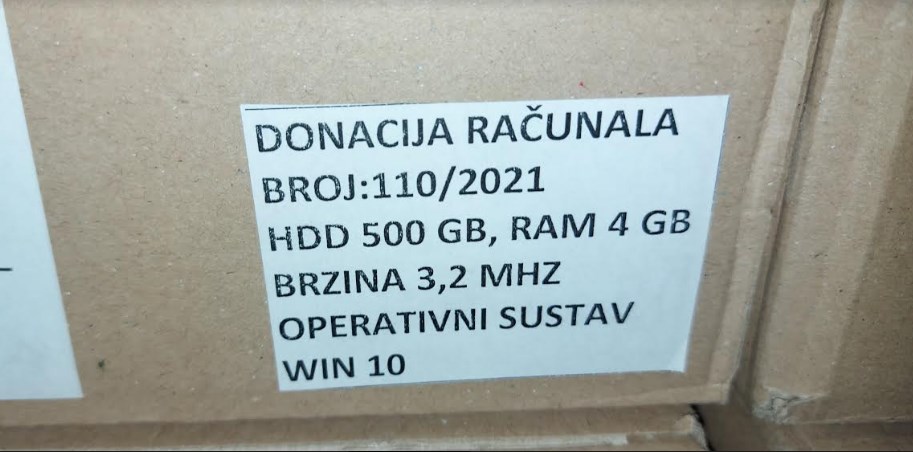 DONACIJA RAČUNALA
BROJ:110/2021
HDD 500 GB, RAM 4 GB
BRZINA 3,2 MHZ
OPERATIVNI SUSTAV
WIN 10